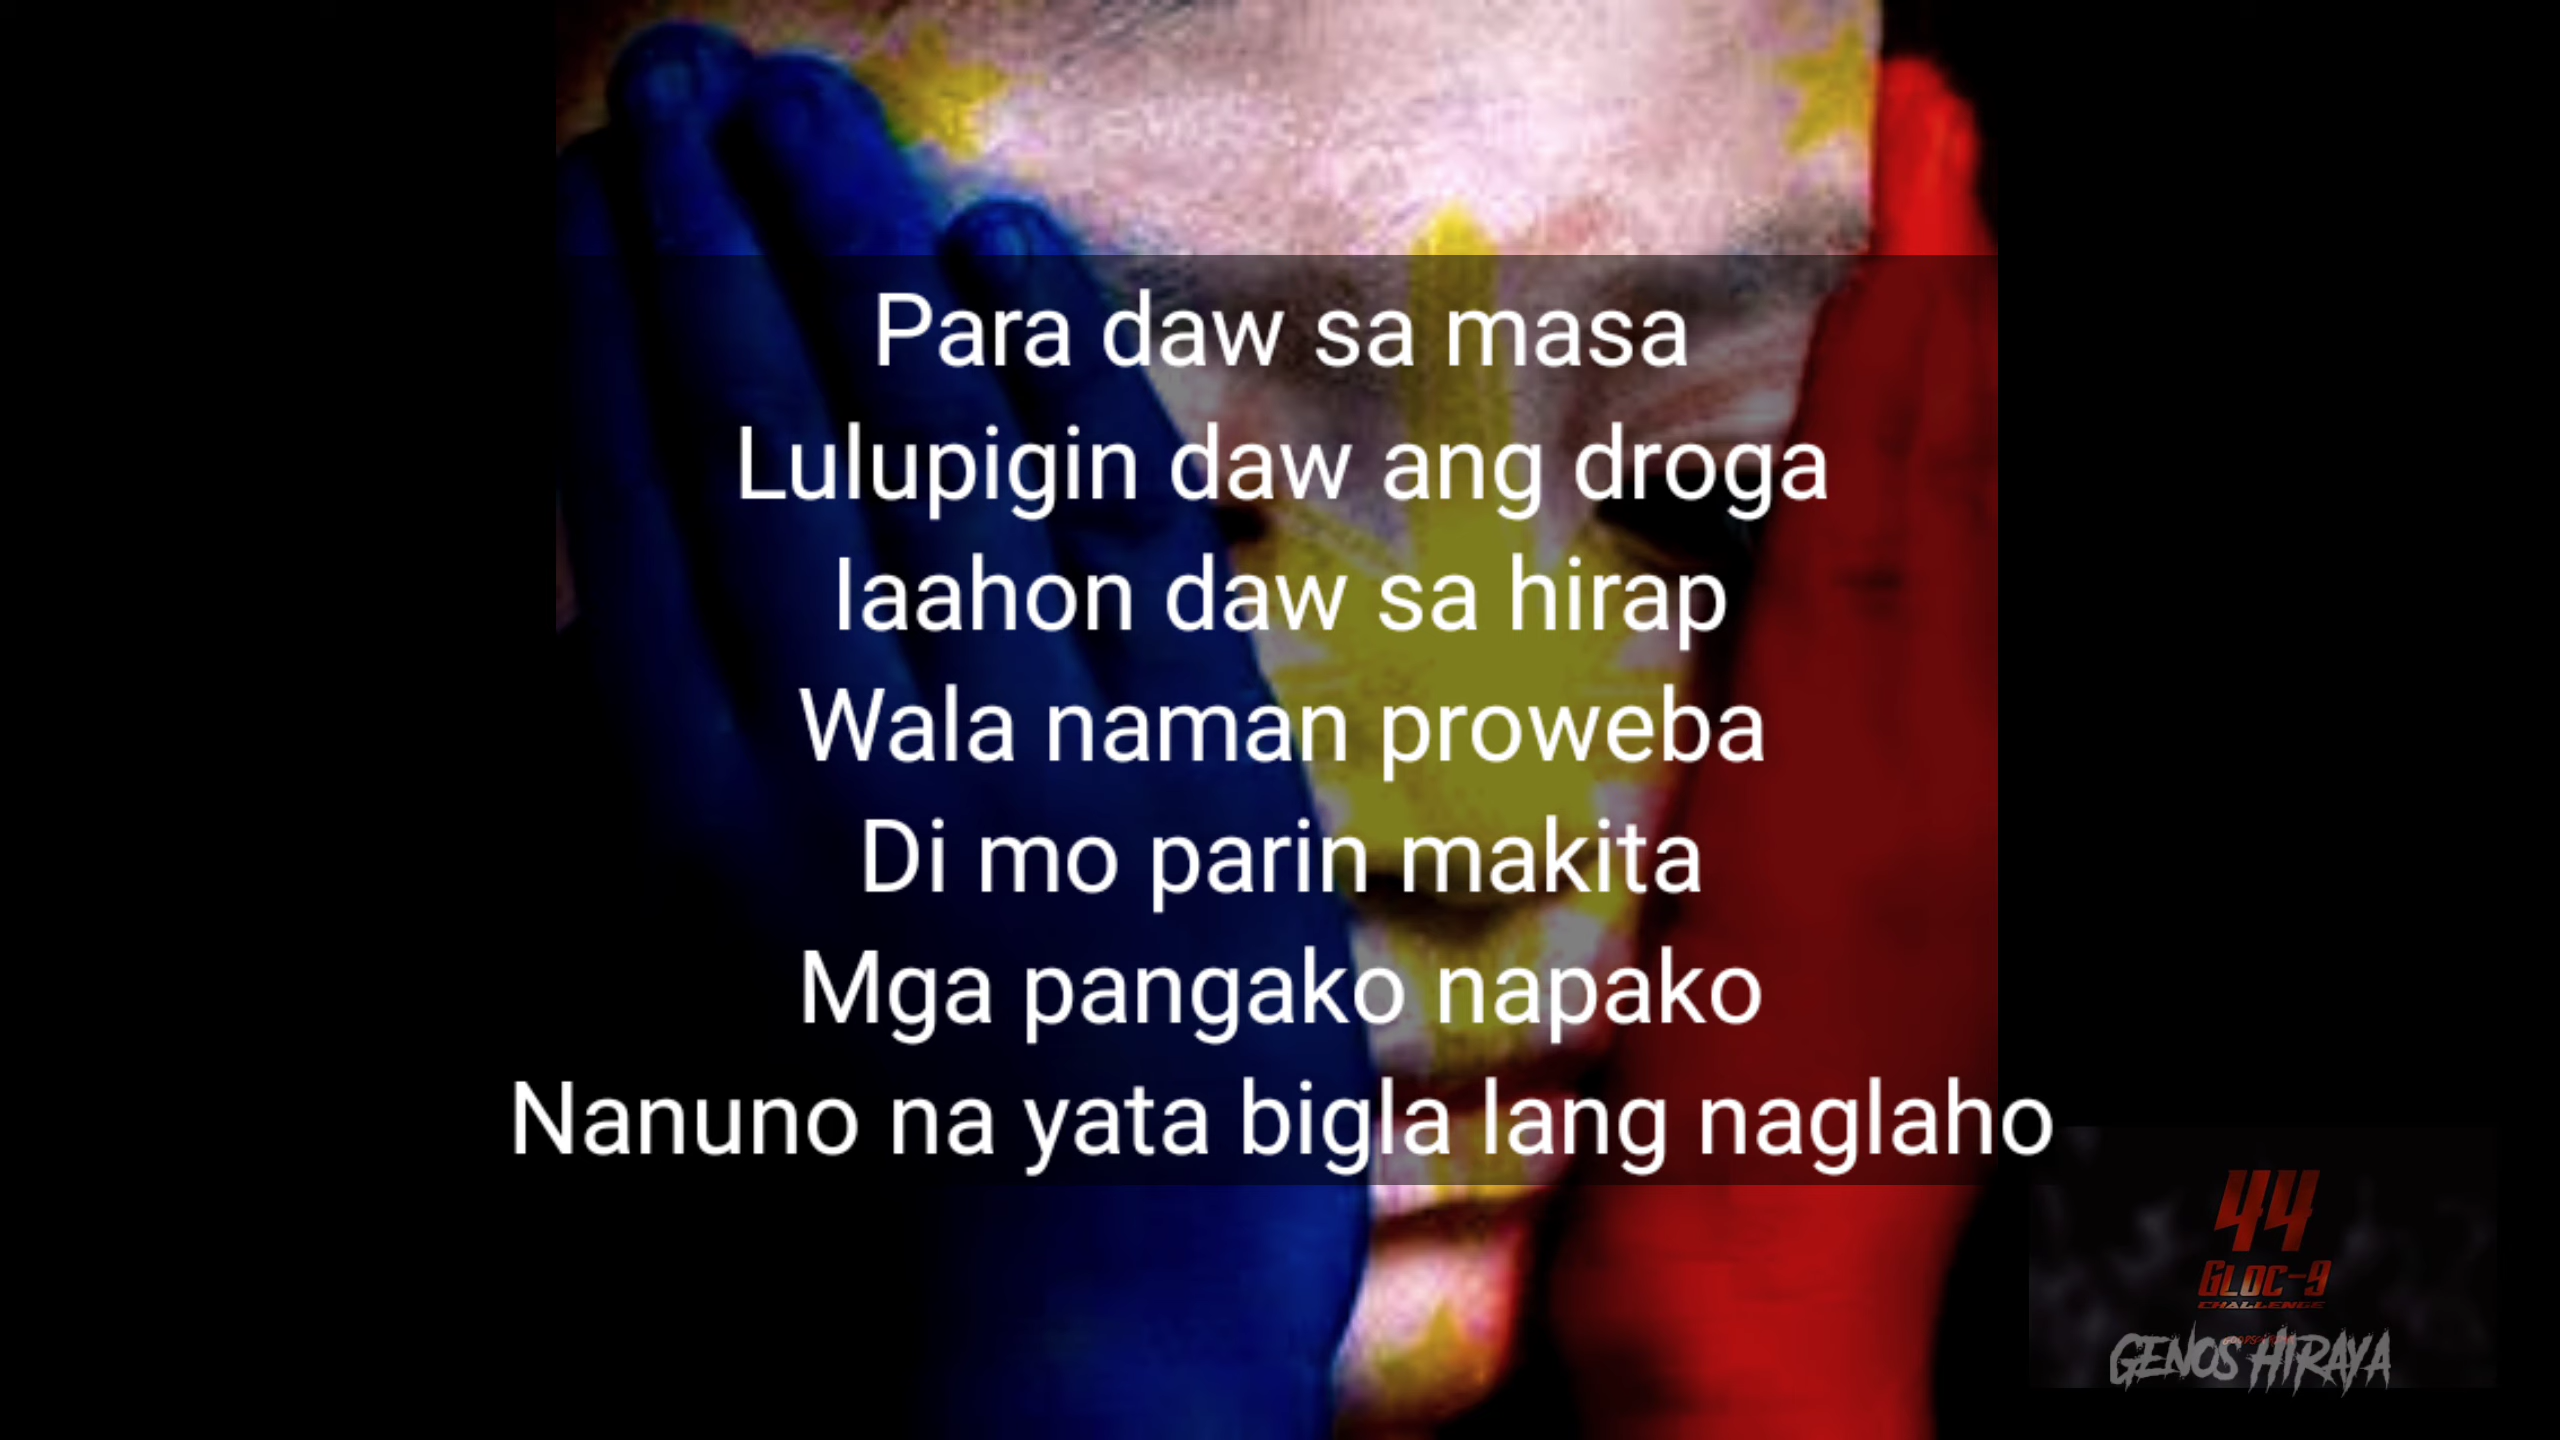 Para daw sa masa
Lulupigin daw ang droga
Iaahon daw sa hirap
Wala naman proweba
Di mo parin makita
Mga pangako napako
Nanuno na yata bigla lang naglaho
44
GLOC-9
CHALLENGE
GENOS HIRAYA